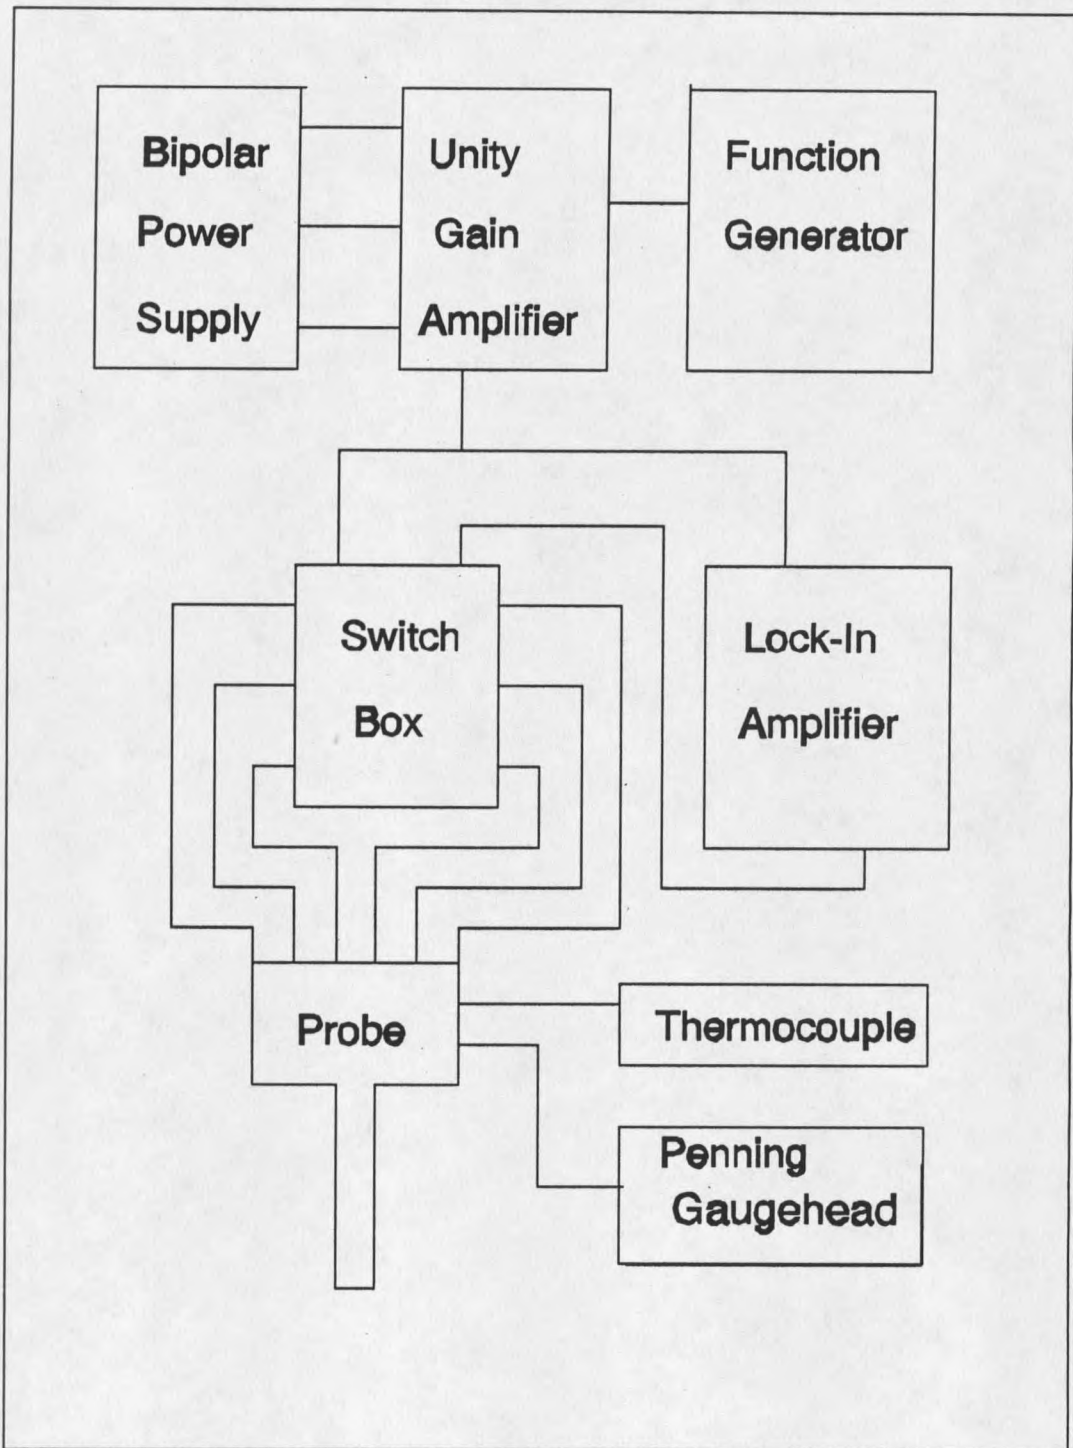 Bipolar
Power
Supply
Unity
Gain
Amplifier
Function
Generator
Switch
Box
Lock-In
Amplifier
Probe
Thermocouple
Penning
Gaugehead